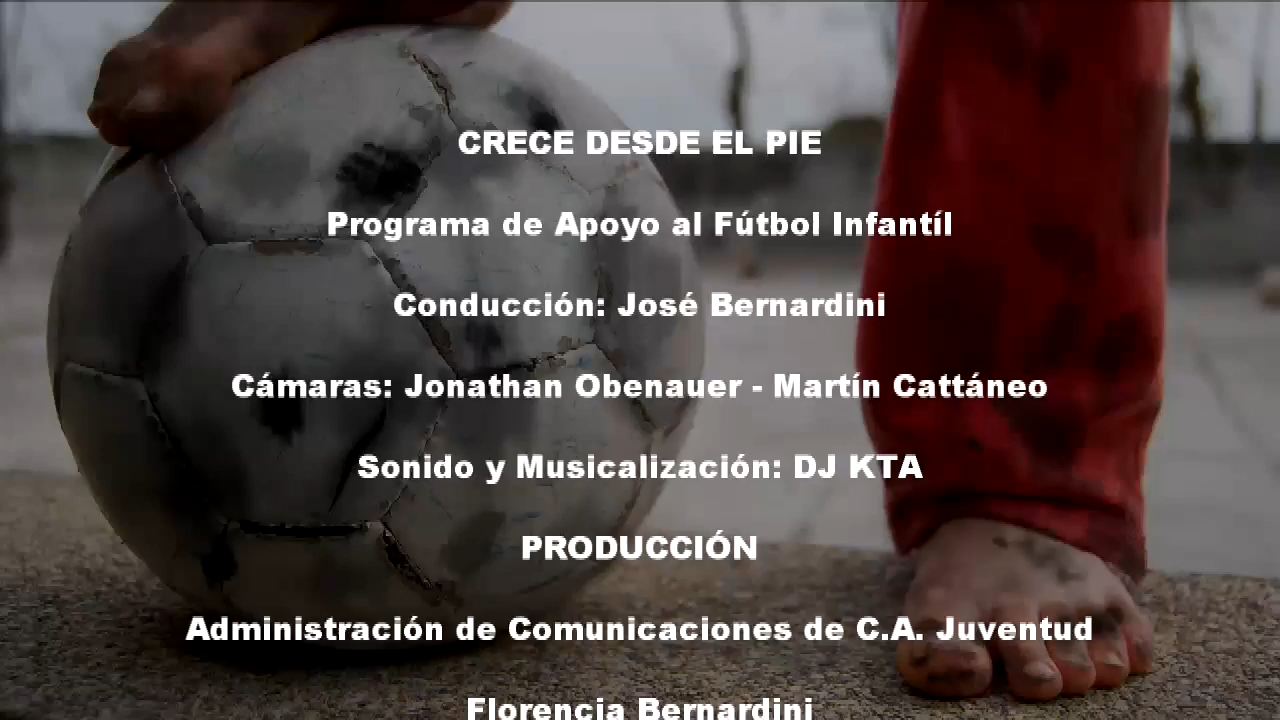 CRECE DESDE EL PIE
Programa de Apoyo al Fútbol Infantíl
Conducción: José Bernardini
Cámaras: Jonathan Obenauer - Martín Cattáneo
Sonido y Musicalización: DJ KTA
PRODUCCIÓN
Administración de Comunicaciones de C.A. Juventud
Florencia Bernardini